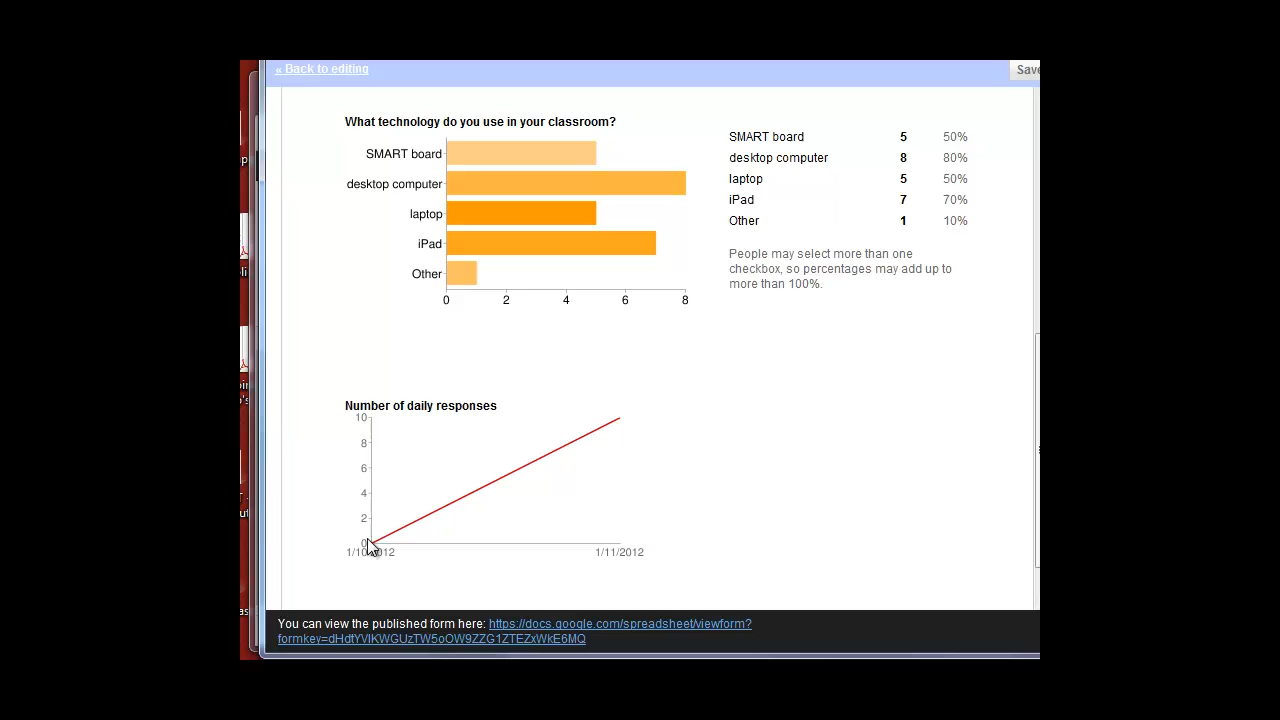 « Back to editing
Save
What technology do you use in your classroom?
SMART board
desktop computer
laptop
iPad
Other
0 2 4 6 8
SMART board 5 50%
desktop computer 8 80%
laptop 5 50%
iPad 7 70%
Other 1 10%
People may select more than one
checkbox, so percentages may add up to
more than 100%.
Number of daily responses
10
8
6
4
2
0
1/10/2012 1/11/2012
You can view the published form here: https://docs.google.com/spreadsheet/viewform?
formkey=dHdtYVlKWGUzTW5oOW9ZZG1ZTEZxWkE6MQ